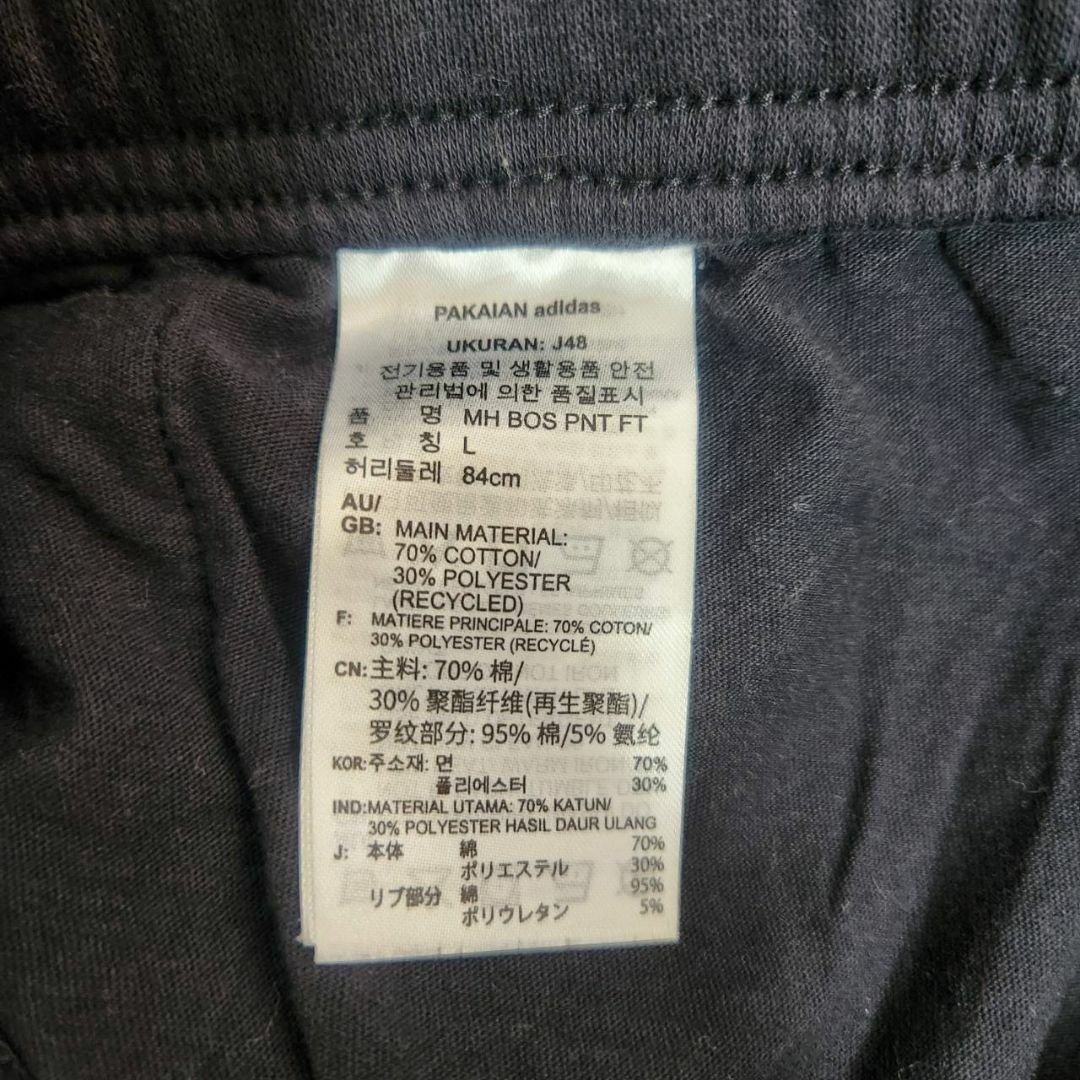 PAKAIAN adidas
UKURAN: J48
전기용품 및 생활용품 안전
관리법에 의한 품질표시
품 명 MH BOS PNT FT
호 칭 L
허리둘레 84cm
AU/
GB: MAIN MATERIAL:
70% COTTON/
30% POLYESTER
(RECYCLED)
F: MATIERE PRINCIPALE: 70% COTON/
30% POLYESTER (RECYCLÉ)
CN: 主料: 70% 棉/
30% 聚酯纤维(再生聚酯)/
罗纹部分: 95% 棉/5% 氨纶
KOR: 주소재: 면 70%
폴리에스터 30%
IND: MATERIAL UTAMA: 70% KATUN/
30% POLYESTER HASIL DAUR ULANG
J: 本体 綿 70%
ポリエステル 30%
リブ部分 綿 95%
ポリウレタン 5%